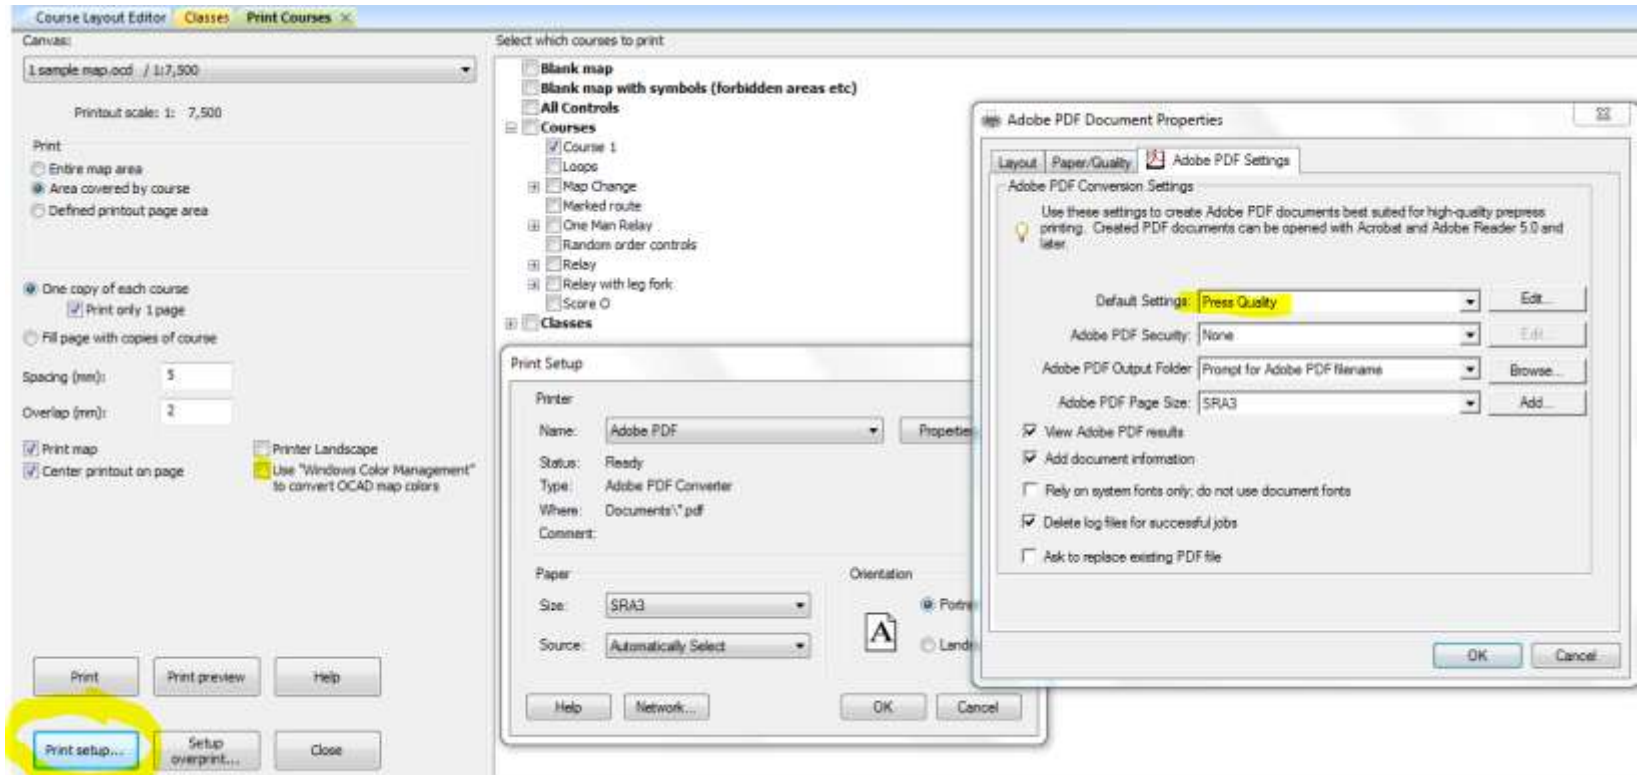 Course Layout Editor Classes Print Courses
Canvas:
1 sample map.ocd / 1:7,500
Printout scale: 1: 7,500
Print
Entire map area
Area covered by course
Defined printout page area
One copy of each course
Print only 1 page
Fill page with copies of course
Spacing (mm): 5
Overlap (mm): 2
Print map
Center printout on page
Printer Landscape
Use "Windows Color Management"
to convert OCAD map colors
Print Print preview Help
Print setup... Setup
overprint... Close
Select which courses to print
Blank map
Blank map with symbols (forbidden areas etc)
All Controls
Courses
Course 1
Loops
Map Change
Marked route
One Man Relay
Random order controls
Relay
Relay with leg fork
Score O
Classes
Print Setup
Printer
Name: Adobe PDF
Status: Ready
Type: Adobe PDF Converter
Where: Documents\*.pdf
Comment:
Paper
Size: SRA3
Source: Automatically Select
Orientation
A
Help Network... OK Cancel
Adobe PDF Document Properties
Layout Paper/Quality Adobe PDF Settings
Adobe PDF Conversion Settings
Use these settings to create Adobe PDF documents best suited for high-quality prepress
printing. Created PDF documents can be opened with Acrobat and Adobe Reader 5.0 and
later.
Default Settings: Press Quality Edit...
Adobe PDF Security: None Edit...
Adobe PDF Output Folder Prompt for Adobe PDF filename Browse...
Adobe PDF Page Size: SRA3 Add...
View Adobe PDF results
Add document information
Rely on system fonts only; do not use document fonts
Delete log files for successful jobs
Ask to replace existing PDF file
OK Cancel